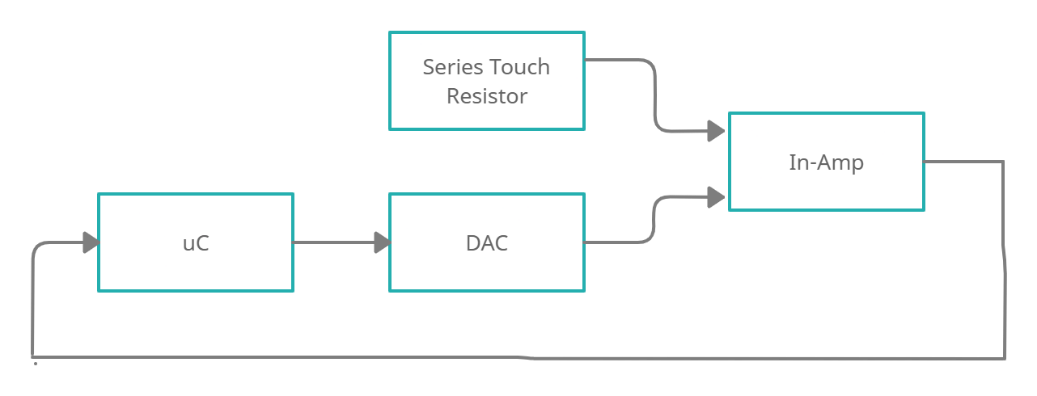 Series Touch
Resistor
In-Amp
uC
DAC